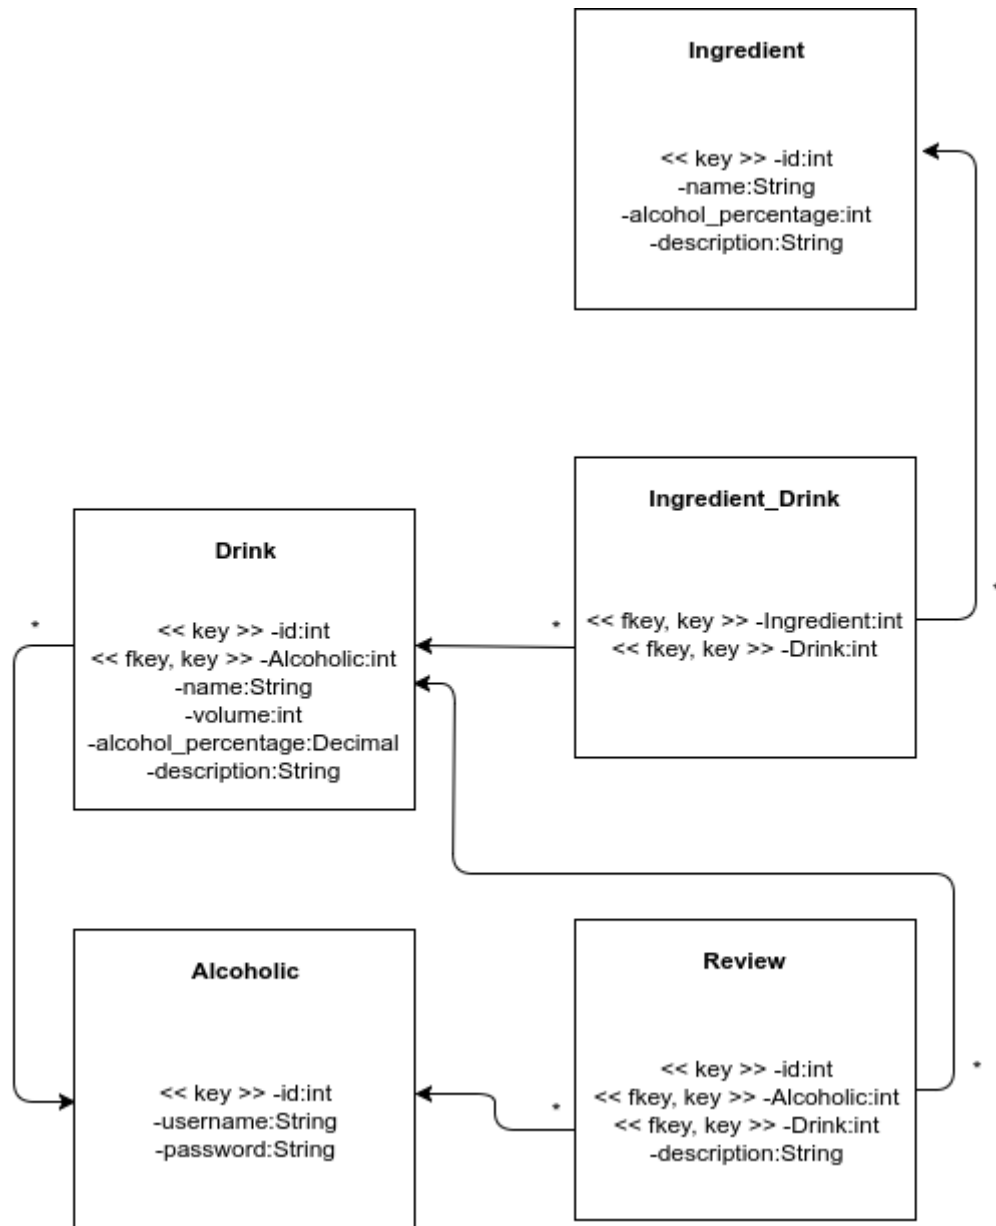 Ingredient
<< key >> -id:int
-name:String
-alcohol_percentage:int
-description:String
*
Ingredient_Drink
<< fkey, key >> -Ingredient:int
<< fkey, key >> -Drink:int
*
Drink
<< key >> -id:int
<< fkey, key >> -Alcoholic:int
-name:String
-volume:int
-alcohol_percentage:Decimal
-description:String
*
Alcoholic
<< key >> -id:int
-username:String
-password:String
Review
<< key >> -id:int
<< fkey, key >> -Alcoholic:int
<< fkey, key >> -Drink:int
-description:String
*
*